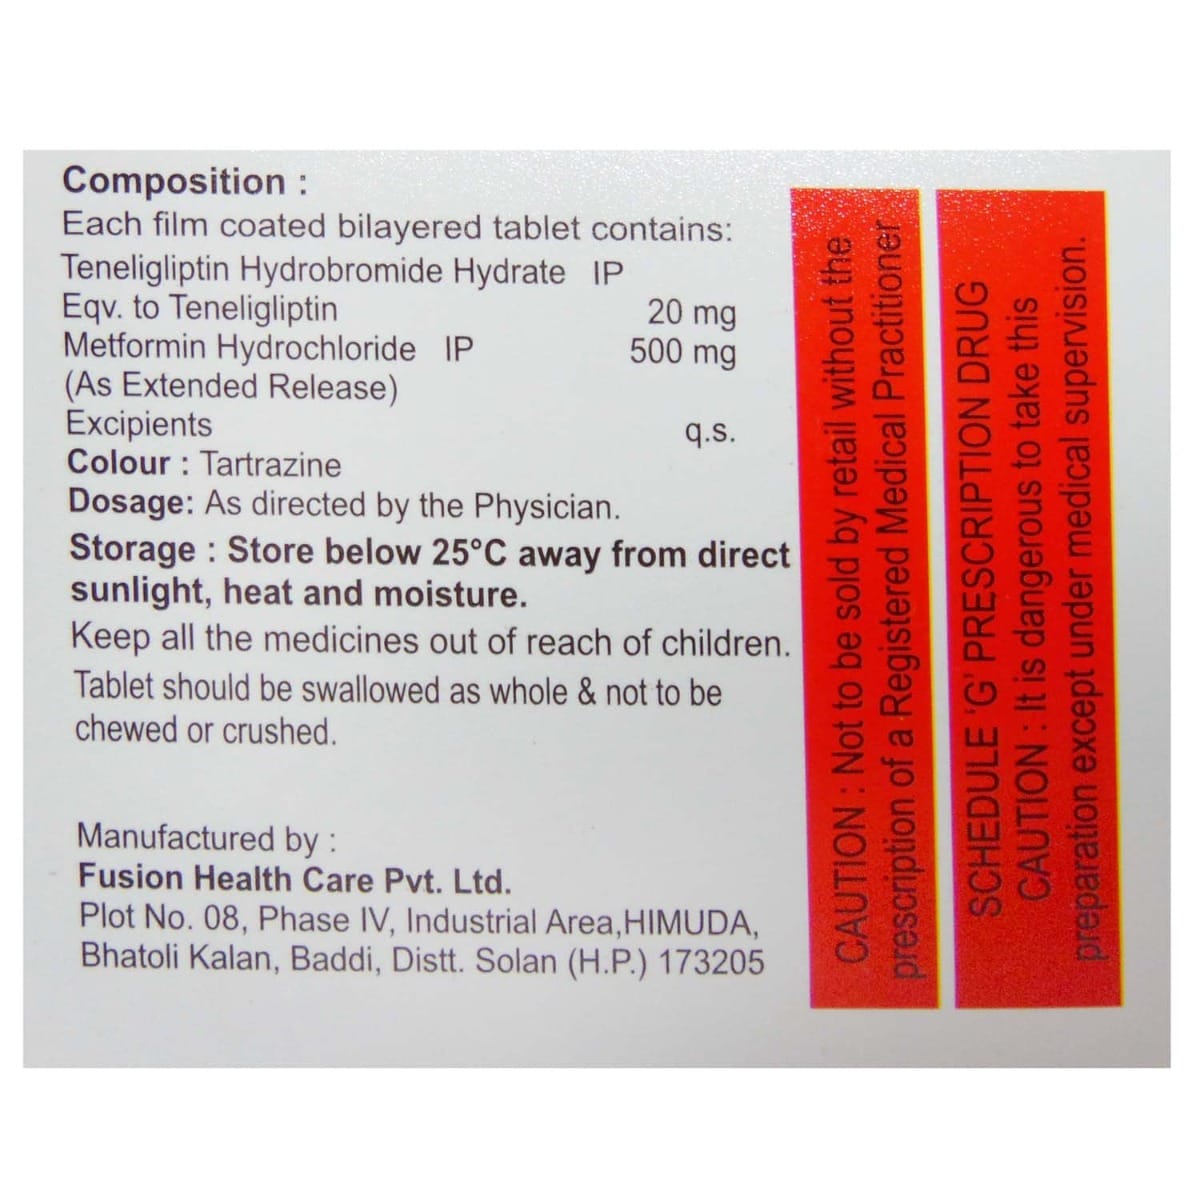 Composition :
Each film coated bilayered tablet contains:
Teneligliptin Hydrobromide Hydrate IP
Eqv. to Teneligliptin 20 mg
Metformin Hydrochloride IP 500 mg
(As Extended Release)
Excipients q.s.
Colour : Tartrazine
Dosage: As directed by the Physician.
Storage : Store below 25°C away from direct
sunlight, heat and moisture.
Keep all the medicines out of reach of children.
Tablet should be swallowed as whole & not to be
chewed or crushed.
Manufactured by :
Fusion Health Care Pvt. Ltd.
Plot No. 08, Phase IV, Industrial Area,HIMUDA,
Bhatoli Kalan, Baddi, Distt. Solan (H.P.) 173205
CAUTION : Not to be sold by retail without the
prescription of a Registered Medical Practitioner
SCHEDULE 'G' PRESCRIPTION DRUG
CAUTION : It is dangerous to take this
preparation except under medical supervision.